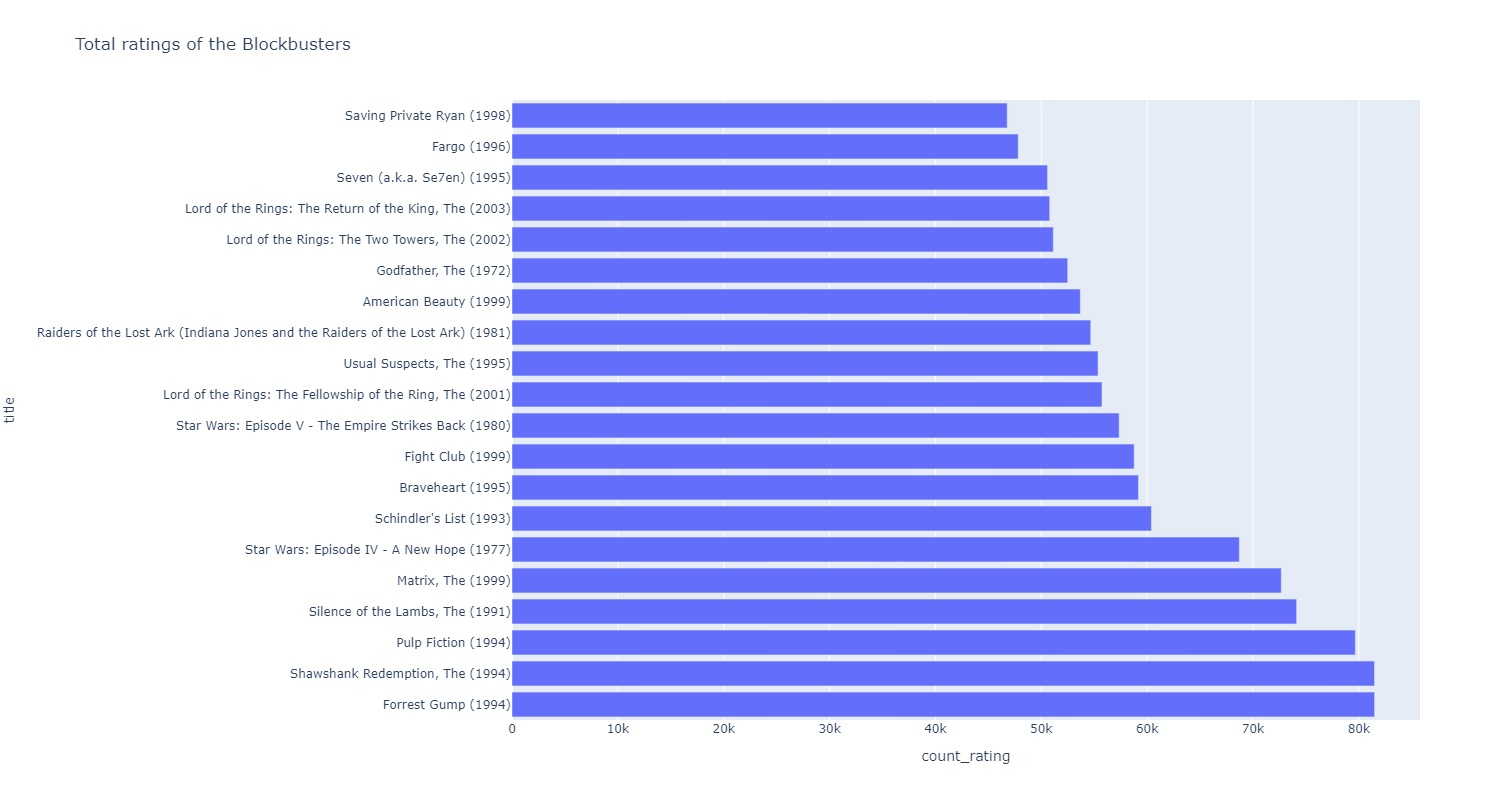 Total ratings of the Blockbusters
Saving Private Ryan (1998)
Fargo (1996)
Seven (a.k.a. Se7en) (1995)
Lord of the Rings: The Return of the King, The (2003)
Lord of the Rings: The Two Towers, The (2002)
Godfather, The (1972)
American Beauty (1999)
Raiders of the Lost Ark (Indiana Jones and the Raiders of the Lost Ark) (1981)
Usual Suspects, The (1995)
Lord of the Rings: The Fellowship of the Ring, The (2001)
title
Star Wars: Episode V - The Empire Strikes Back (1980)
Fight Club (1999)
Braveheart (1995)
Schindler's List (1993)
Star Wars: Episode IV - A New Hope (1977)
Matrix, The (1999)
Silence of the Lambs, The (1991)
Pulp Fiction (1994)
Shawshank Redemption, The (1994)
Forrest Gump (1994)
0 10k 20k 30k 40k 50k 60k 70k 80k
count_rating